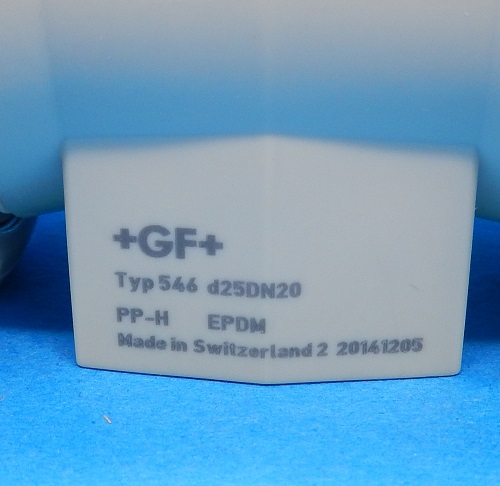 +GF+
Typ 546 d25DN20
PP-H EPDM
Made in Switzerland 2 20141205